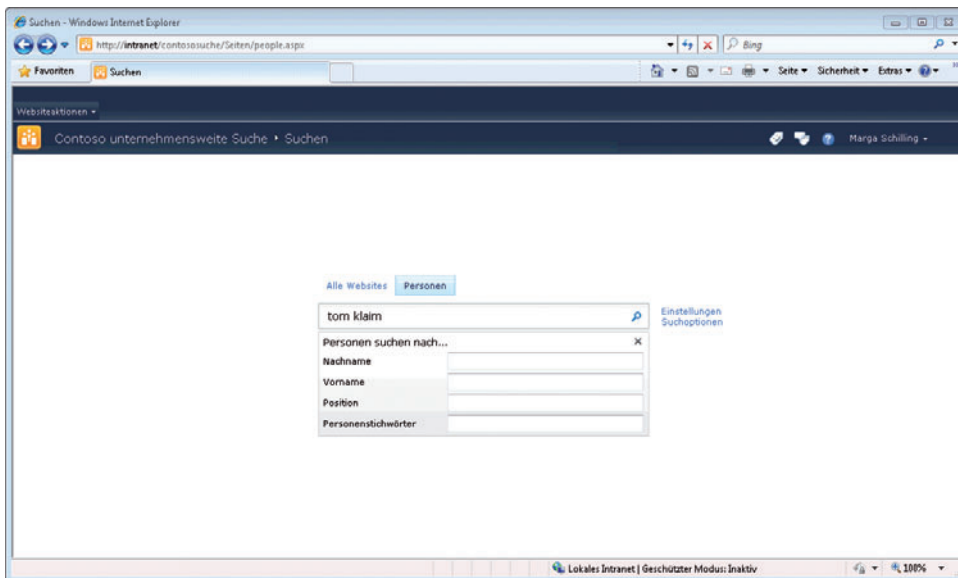 Suchen - Windows Internet Explorer
http://intranet/contososuche/Seiten/people.aspx
Bing
Favoriten
Suchen
Seite
Sicherheit
Extras
Websiteaktionen
Contoso unternehmensweite Suche
Suchen
Marga Schilling
Alle Websites
Personen
tom klaim
Einstellungen
Suchoptionen
Personen suchen nach...
Nachname
Vorname
Position
Personenstichwörter
Lokales Intranet | Geschützter Modus: Inaktiv
100%